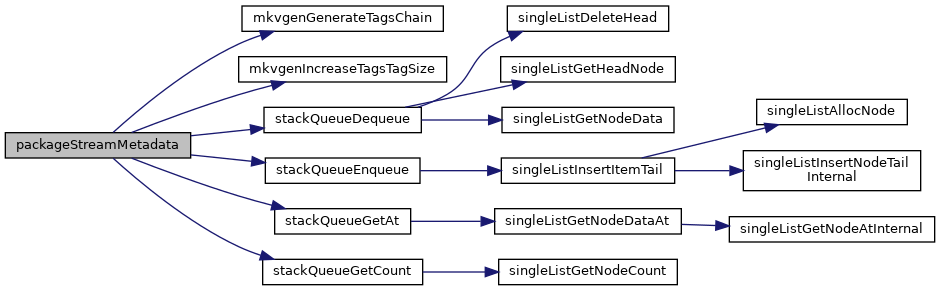 mkvgenGenerateTagsChain
singleListDeleteHead
mkvgenIncreaseTagsTagSize
singleListGetHeadNode
stackQueueDequeue
singleListGetNodeData
singleListAllocNode
packageStreamMetadata
stackQueueEnqueue
singleListInsertItemTail
singleListInsertNodeTail
Internal
stackQueueGetAt
singleListGetNodeDataAt
singleListGetNodeAtInternal
stackQueueGetCount
singleListGetNodeCount